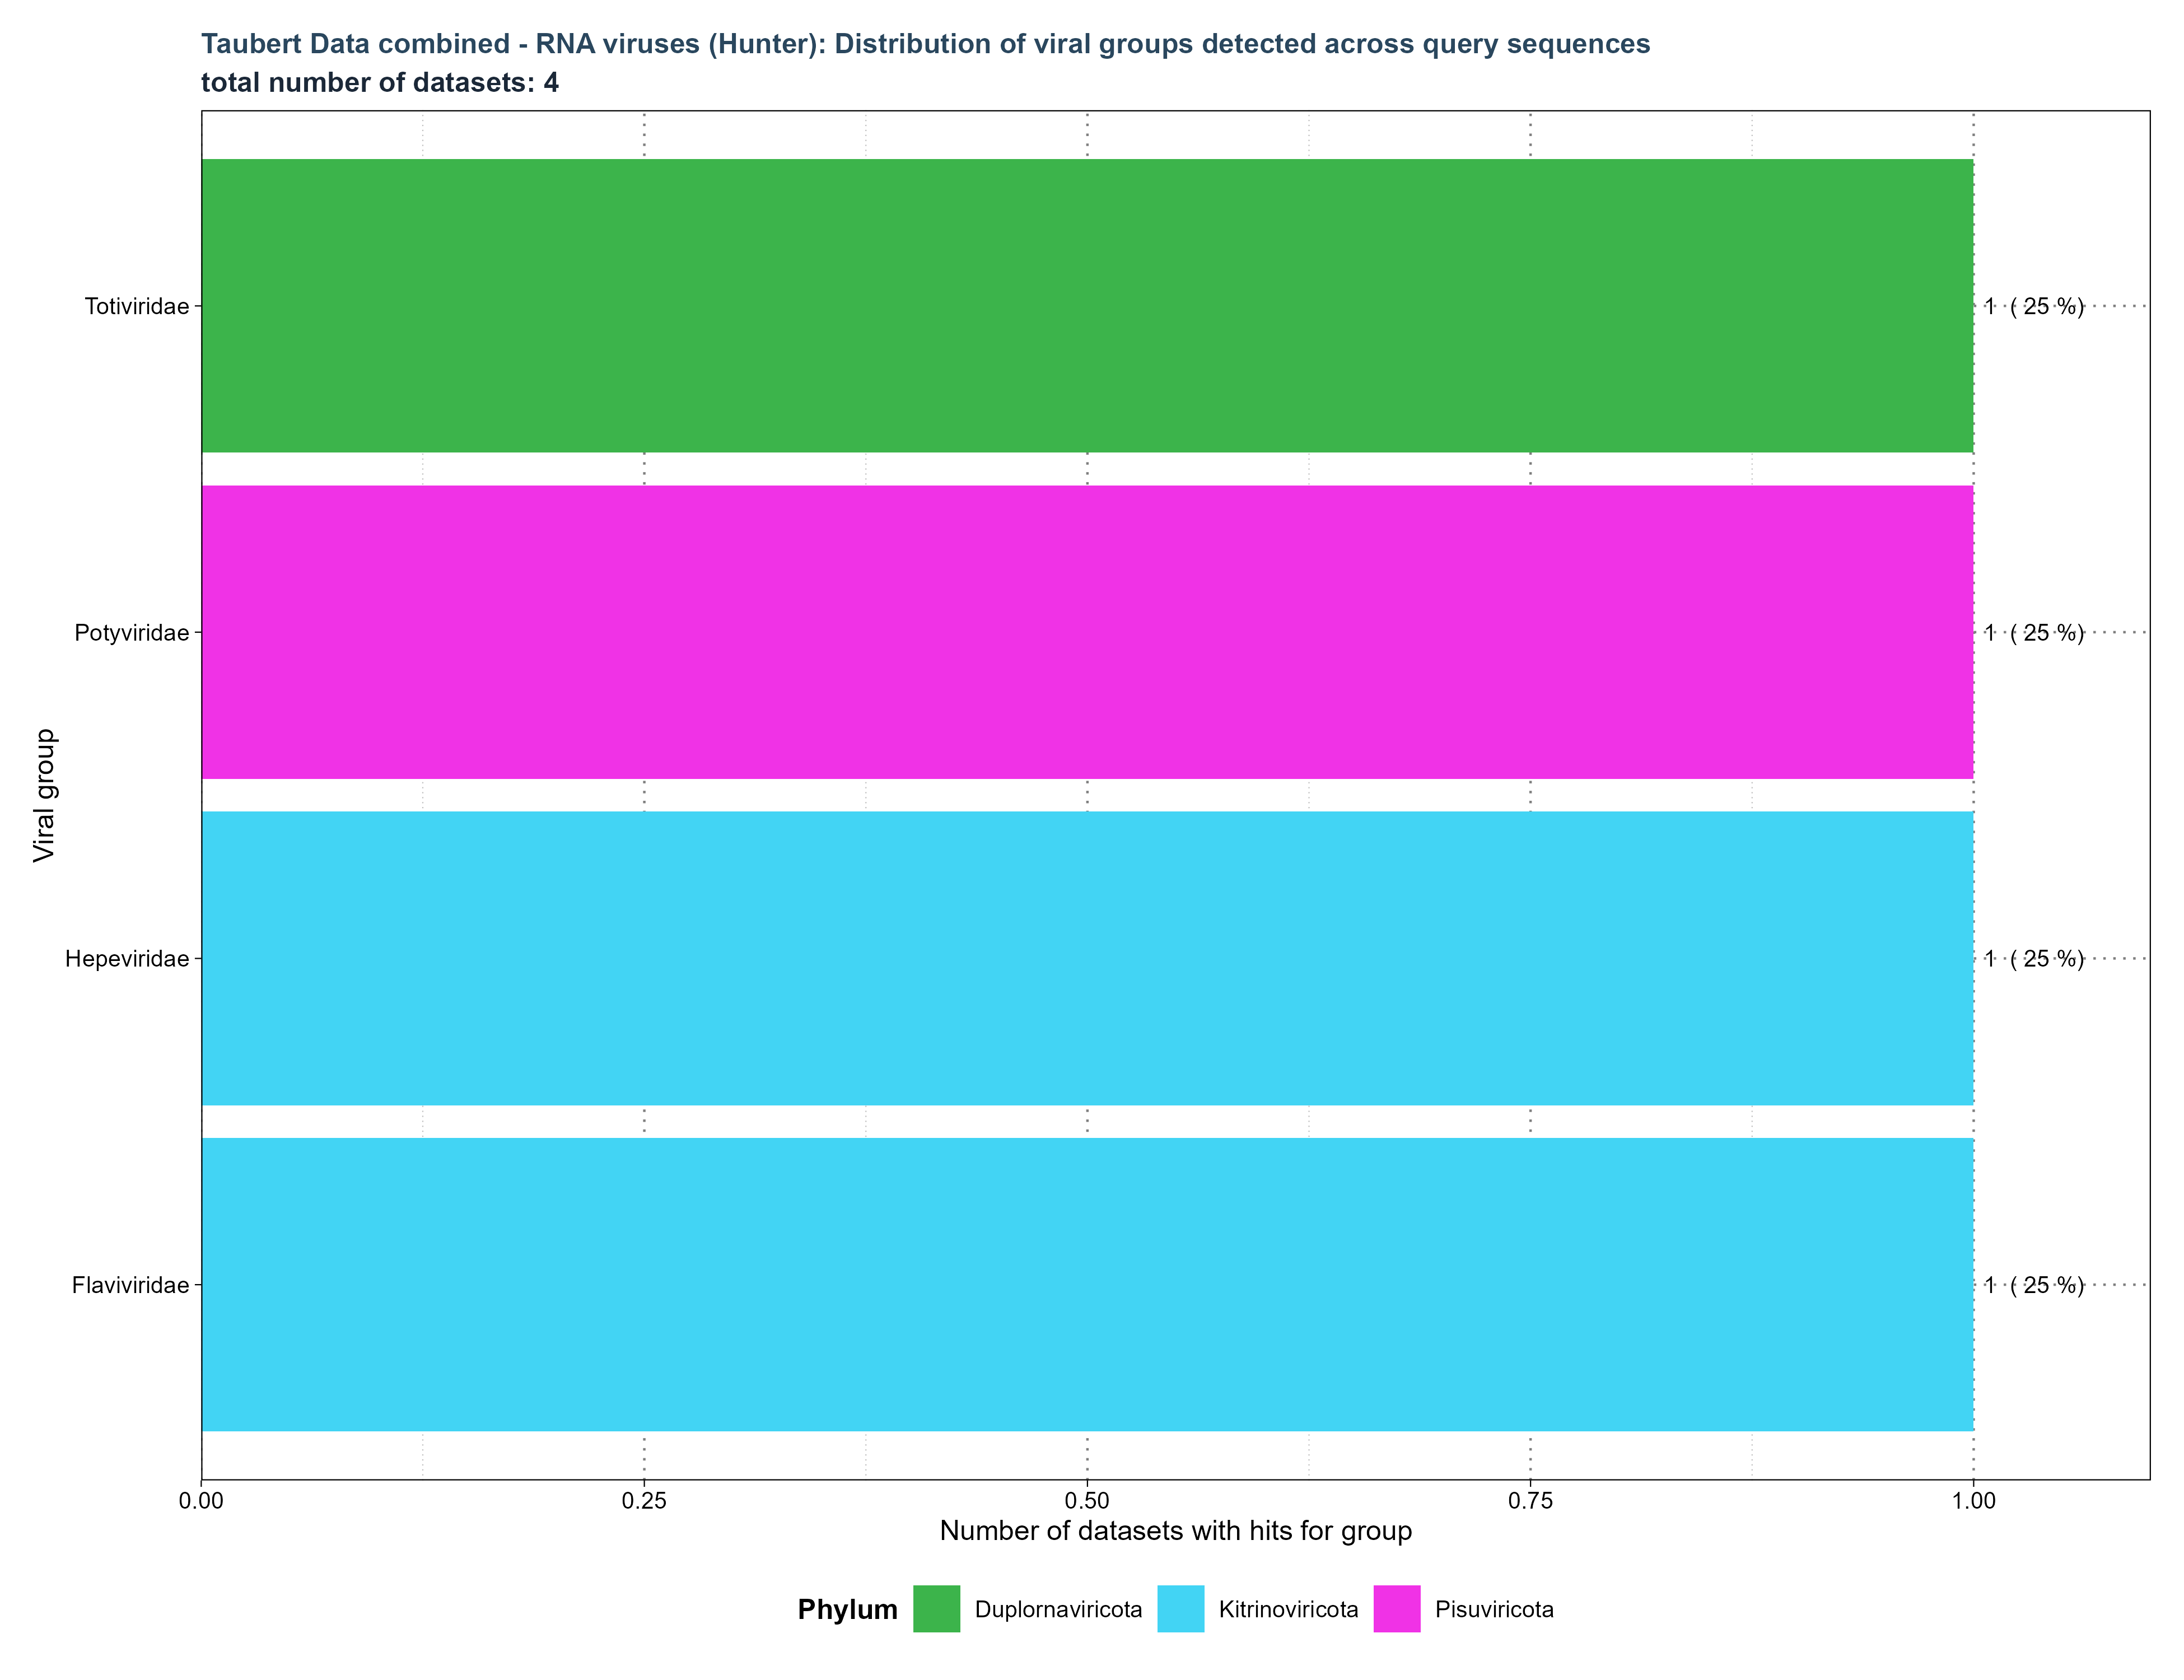 Taubert Data combined - RNA viruses (Hunter): Distribution of viral groups detected across query sequences
total number of datasets: 4
Viral group
Totiviridae
1 ( 25 %)
Potyviridae
1 ( 25 %)
Hepeviridae
1 ( 25 %)
Flaviviridae
1 ( 25 %)
0.00 0.25 0.50 0.75 1.00
Number of datasets with hits for group
Phylum Duplornaviricota Kitrinoviricota Pisuviricota